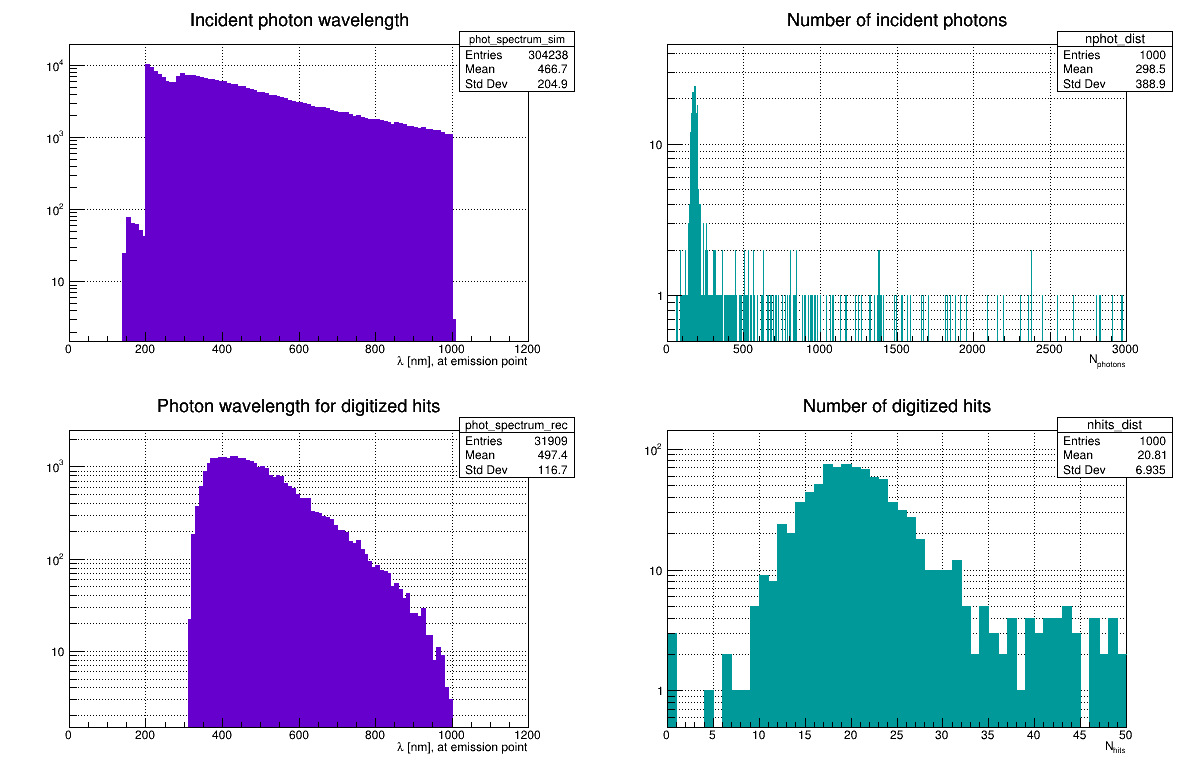 Incident photon wavelength
phot_spectrum_sim
Entries 304238
Mean 466.7
Std Dev 204.9
10⁴
10³
10²
10
0 200 400 600 800 1000 1200
λ [nm], at emission point
Number of incident photons
nphot_dist
Entries 1000
Mean 298.5
Std Dev 388.9
10
1
0 500 1000 1500 2000 2500 3000
Nphotons
Photon wavelength for digitized hits
phot_spectrum_rec
Entries 31909
Mean 497.4
Std Dev 116.7
10³
10²
10
0 200 400 600 800 1000 1200
λ [nm], at emission point
Number of digitized hits
nhits_dist
Entries 1000
Mean 20.81
Std Dev 6.935
10²
10
1
0 5 10 15 20 25 30 35 40 45 50
Nhits